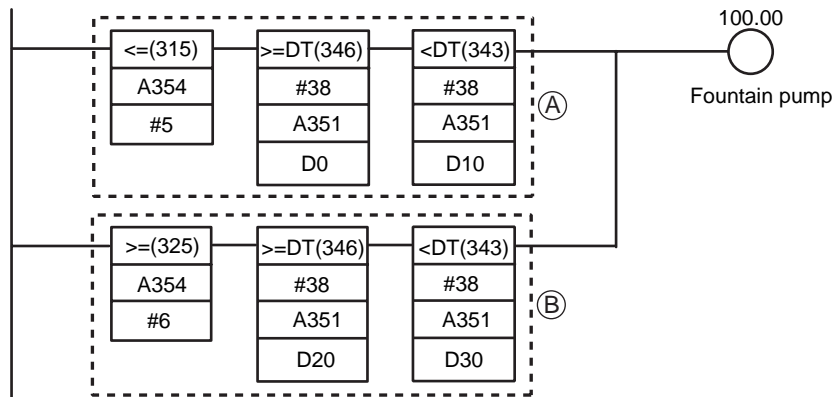 100.00
<=(315)
>=DT(346)
<DT(343)
A354
#38
#38
Fountain pump
#5
A351
A351
A
D0
D10
>=(325)
>=DT(346)
<DT(343)
A354
#38
#38
#6
A351
A351
B
D20
D30